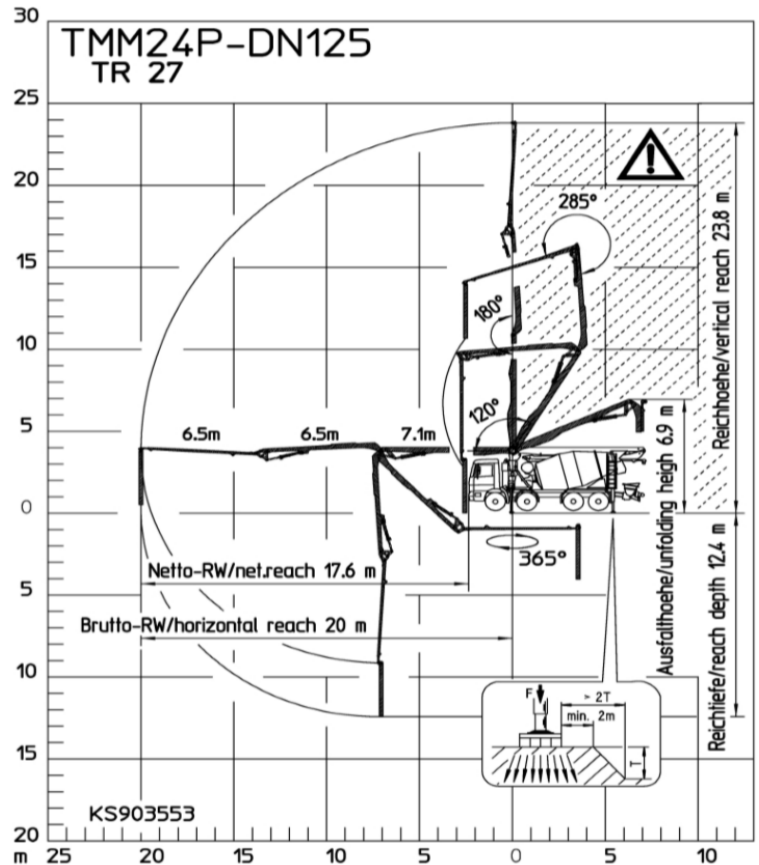 TMM24P-DN125
TR 27
30
25
20
15
10
5
0
5
10
15
20
m
25
20
15
10
5
0
5
10
285°
180°
120°
365°
6.5m
6.5m
7.1m
Netto-RW/net.reach 17.6 m
Brutto-RW/horizontal reach 20 m
Ausfalthoehe/unfolding heigh 6.9 m
Reichhoehe/vertical reach 23.8 m
Reichtiefe/reach depth 12.4 m
!
F
> 2T
min. 2m
T
KS903553